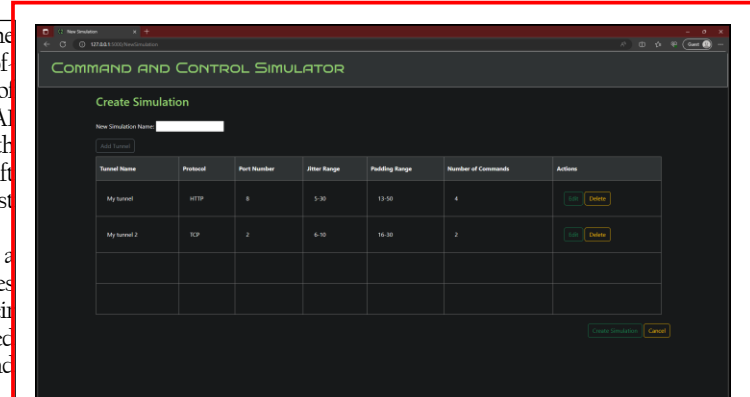 New Simulation
127.0.0.1:3000/NewSimulation
Guest
COMMAND AND CONTROL SIMULATOR
Create Simulation
New Simulation Name:
Add Tunnel
Tunnel Name Protocol Port Number Jitter Range Padding Range Number of Commands Actions
My tunnel HTTP 8 5-30 13-50 4 Edit Delete
My tunnel 2 TCP 2 6-10 16-30 2 Edit Delete
Create Simulation Cancel